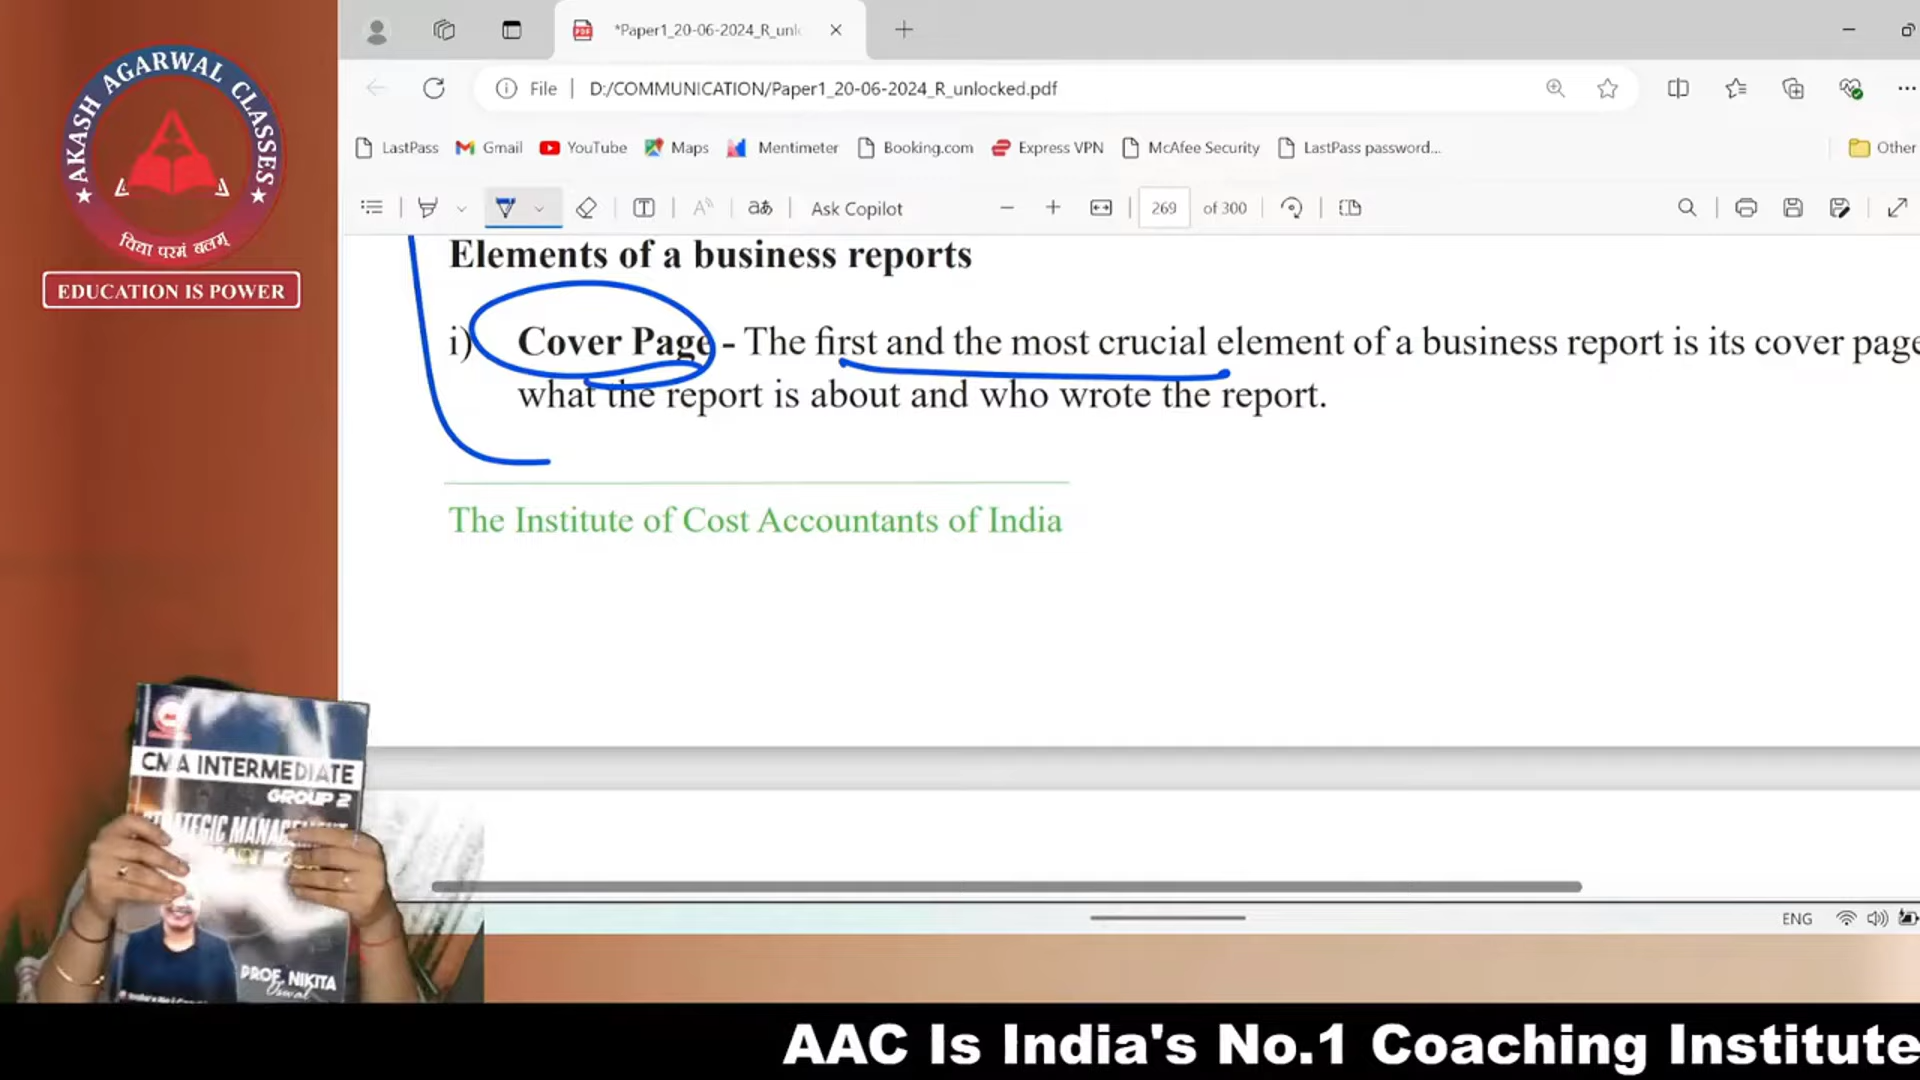 AKASH AGARWAL CLASSES
विद्या परमं बलम्
EDUCATION IS POWER
*Paper1_20-06-2024_R_unlo
File
D:/COMMUNICATION/Paper1_20-06-2024_R_unlocked.pdf
LastPass
Gmail
YouTube
Maps
Mentimeter
Booking.com
Express VPN
McAfee Security
LastPass password...
Other
Ask Copilot
269
of 300
Elements of a business reports
i) Cover Page - The first and the most crucial element of a business report is its cover page
what the report is about and who wrote the report.
The Institute of Cost Accountants of India
CMA INTERMEDIATE
GROUP 2
PROF. NIKITA
Oswal
ENG
AAC Is India's No.1 Coaching Institute